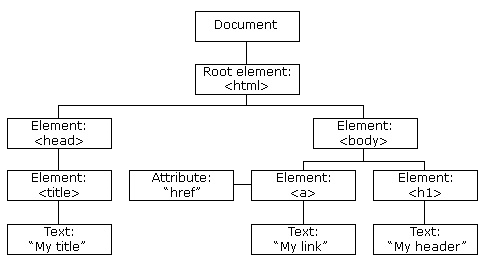 Document
Root element:
<html>
Element:
<head>
Element:
<body>
Element:
<title>
Attribute:
“href”
Element:
<a>
Element:
<h1>
Text:
“My title”
Text:
“My link”
Text:
“My header”